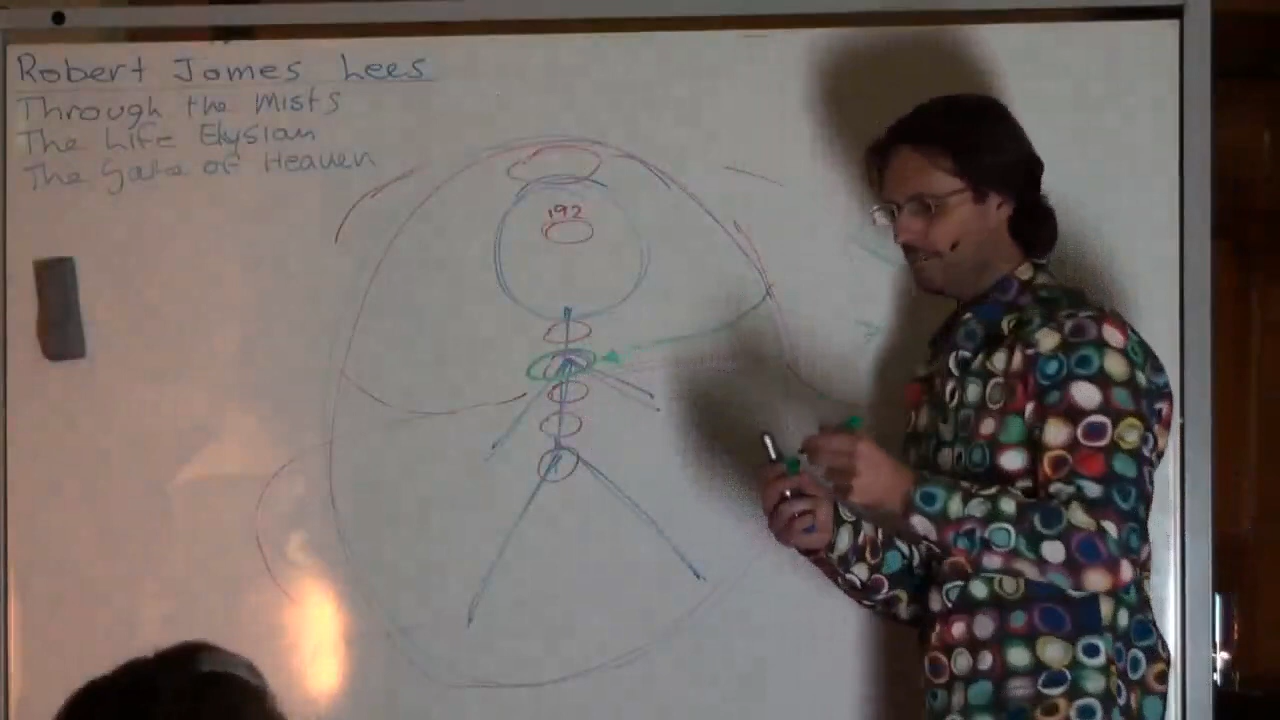 Robert James Lees
Through the Mists
The Life Elysian
The Gate of Heaven
192